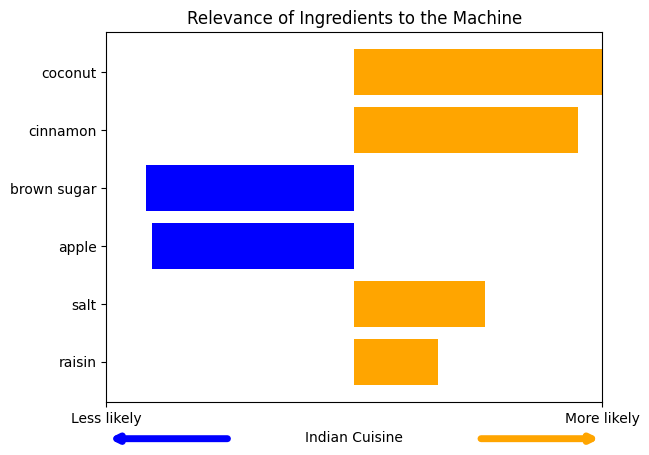 Relevance of Ingredients to the Machine
coconut
cinnamon
brown sugar
apple
salt
raisin
Less likely
More likely
Indian Cuisine